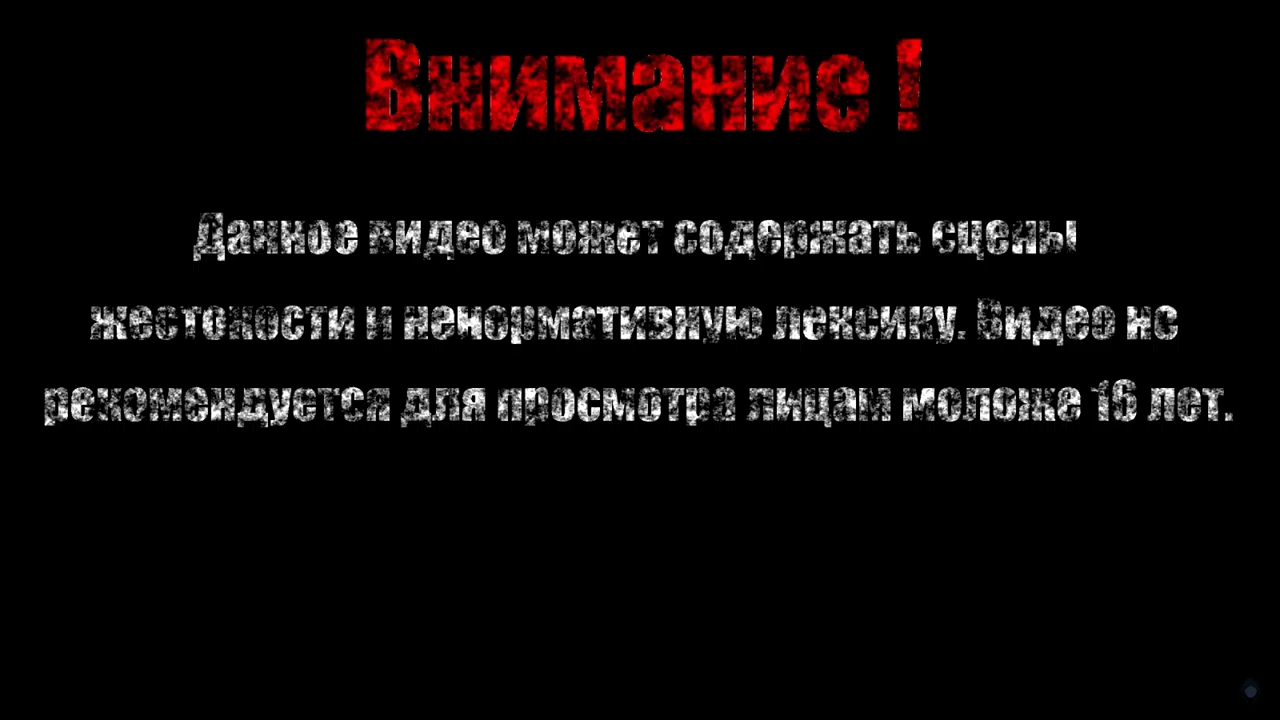 Внимание !
Данное видео может содержать сцены
жестокости и ненормативную лексику. Видео не
рекомендуется для просмотра лицам моложе 16 лет.